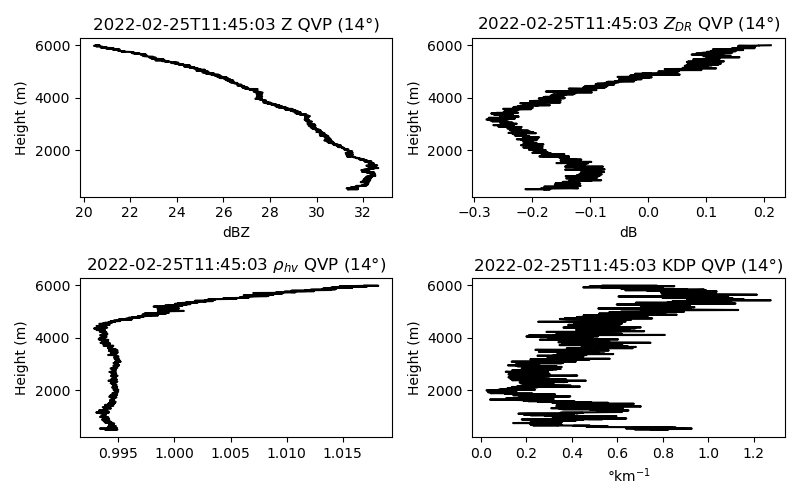 2022-02-25T11:45:03 Z QVP (14°)
Height (m)
6000
4000
2000
20 22 24 26 28 30 32
dBZ
2022-02-25T11:45:03 Z_DR QVP (14°)
Height (m)
6000
4000
2000
−0.3 −0.2 −0.1 0.0 0.1 0.2
dB
2022-02-25T11:45:03 ρ_hv QVP (14°)
Height (m)
6000
4000
2000
0.995 1.000 1.005 1.010 1.015
2022-02-25T11:45:03 KDP QVP (14°)
Height (m)
6000
4000
2000
0.0 0.2 0.4 0.6 0.8 1.0 1.2
°km⁻¹